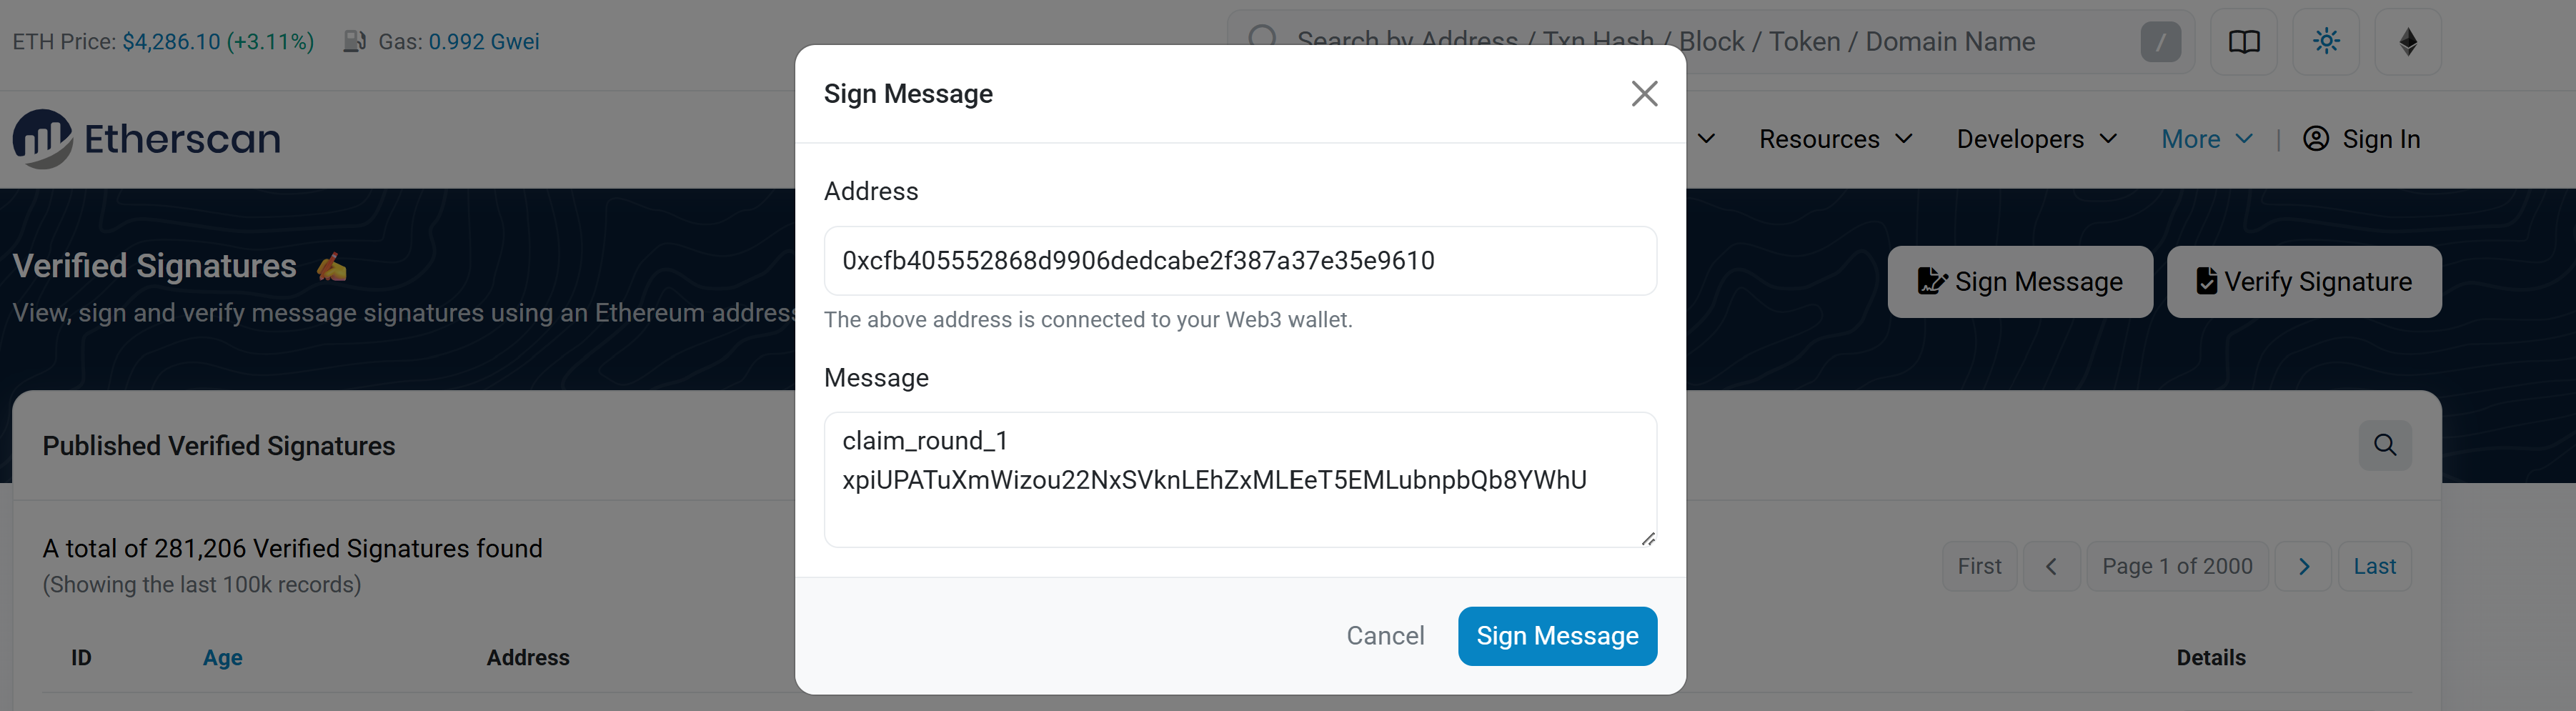 ETH Price: $4,286.10 (+3.11%) Gas: 0.992 Gwei
Search by Address / Txn Hash / Block / Token / Domain Name /
Etherscan
Resources Developers More | Sign In
Verified Signatures
View, sign and verify message signatures using an Ethereum address
Sign Message Verify Signature
Sign Message
Address
0xcfb405552868d9906dedcabe2f387a37e35e9610
The above address is connected to your Web3 wallet.
Message
claim_round_1
xpiUPATuXmWizou22NxSVknLEhZxMLEeT5EMLubnpbQb8YWhU
Cancel Sign Message
Published Verified Signatures
A total of 281,206 Verified Signatures found
(Showing the last 100k records)
First Page 1 of 2000 Last
ID Age Address Details